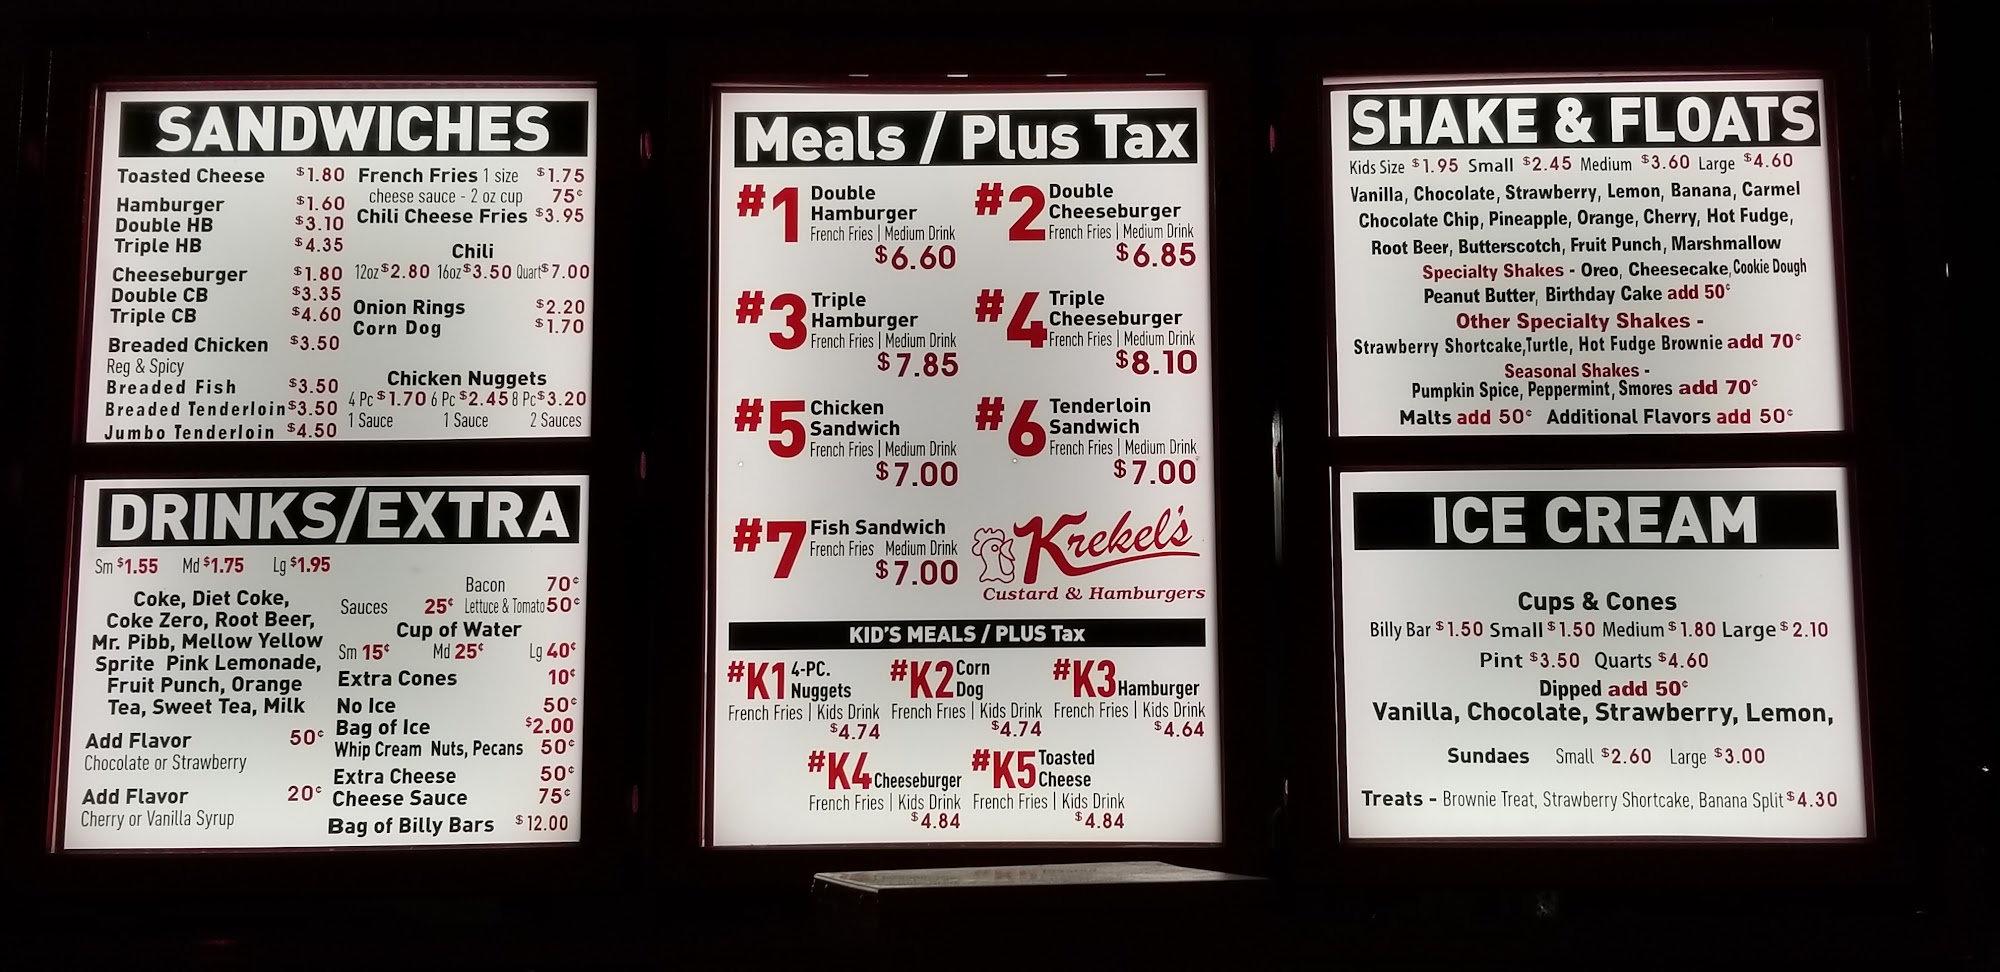 SANDWICHES
Toasted Cheese $1.80
Hamburger $1.60
Double HB $3.10
Triple HB $4.35
Cheeseburger $1.80
Double CB $3.35
Triple CB $4.60
Breaded Chicken $3.50
Reg & Spicy
Breaded Fish $3.50
Breaded Tenderloin $3.50
Jumbo Tenderloin $4.50
French Fries 1 size $1.75
cheese sauce - 2 oz cup 75¢
Chili Cheese Fries $3.95
Chili
12oz $2.80 16oz $3.50 Quart $7.00
Onion Rings $2.20
Corn Dog $1.70
Chicken Nuggets
4 Pc $1.70 6 Pc $2.45 8 Pc $3.20
1 Sauce 1 Sauce 2 Sauces
DRINKS/EXTRA
Sm $1.55 Md $1.75 Lg $1.95
Coke, Diet Coke,
Coke Zero, Root Beer,
Mr. Pibb, Mellow Yellow
Sprite Pink Lemonade,
Fruit Punch, Orange
Tea, Sweet Tea, Milk
Add Flavor 50¢
Chocolate or Strawberry
Add Flavor 20¢
Cherry or Vanilla Syrup
Bacon 70¢
Sauces 25¢ Lettuce & Tomato 50¢
Cup of Water
Sm 15¢ Md 25¢ Lg 40¢
Extra Cones 10¢
No Ice 50¢
Bag of Ice $2.00
Whip Cream Nuts, Pecans 50¢
Extra Cheese 50¢
Cheese Sauce 75¢
Bag of Billy Bars $12.00
Meals / Plus Tax
#1 Double
Hamburger
French Fries | Medium Drink
$6.60
#2 Double
Cheeseburger
French Fries | Medium Drink
$6.85
#3 Triple
Hamburger
French Fries | Medium Drink
$7.85
#4 Triple
Cheeseburger
French Fries | Medium Drink
$8.10
#5 Chicken
Sandwich
French Fries | Medium Drink
$7.00
#6 Tenderloin
Sandwich
French Fries | Medium Drink
$7.00
#7 Fish Sandwich
French Fries Medium Drink
$7.00
Krekel's
Custard & Hamburgers
KID'S MEALS / PLUS Tax
#K1 4-PC.
Nuggets
French Fries | Kids Drink
$4.74
#K2 Corn
Dog
French Fries | Kids Drink
$4.74
#K3 Hamburger
French Fries | Kids Drink
$4.64
#K4 Cheeseburger
French Fries | Kids Drink
$4.84
#K5 Toasted
Cheese
French Fries | Kids Drink
$4.84
SHAKE & FLOATS
Kids Size $1.95 Small $2.45 Medium $3.60 Large $4.60
Vanilla, Chocolate, Strawberry, Lemon, Banana, Carmel
Chocolate Chip, Pineapple, Orange, Cherry, Hot Fudge,
Root Beer, Butterscotch, Fruit Punch, Marshmallow
Specialty Shakes - Oreo, Cheesecake, Cookie Dough
Peanut Butter, Birthday Cake add 50¢
Other Specialty Shakes -
Strawberry Shortcake,Turtle, Hot Fudge Brownie add 70¢
Seasonal Shakes -
Pumpkin Spice, Peppermint, Smores add 70¢
Malts add 50¢ Additional Flavors add 50¢
ICE CREAM
Cups & Cones
Billy Bar $1.50 Small $1.50 Medium $1.80 Large $2.10
Pint $3.50 Quarts $4.60
Dipped add 50¢
Vanilla, Chocolate, Strawberry, Lemon,
Sundaes Small $2.60 Large $3.00
Treats - Brownie Treat, Strawberry Shortcake, Banana Split $4.30